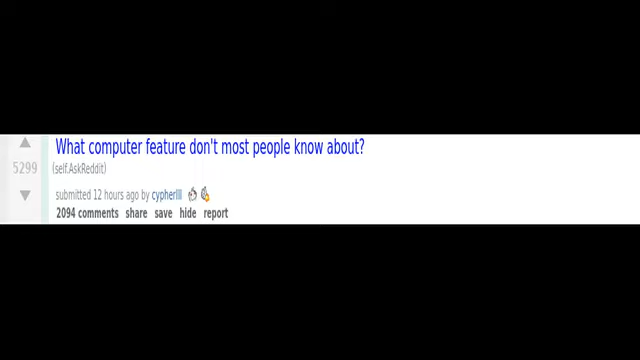 What computer feature don't most people know about?
5299 (self.AskReddit)
submitted 12 hours ago by cypherlll
2094 comments share save hide report